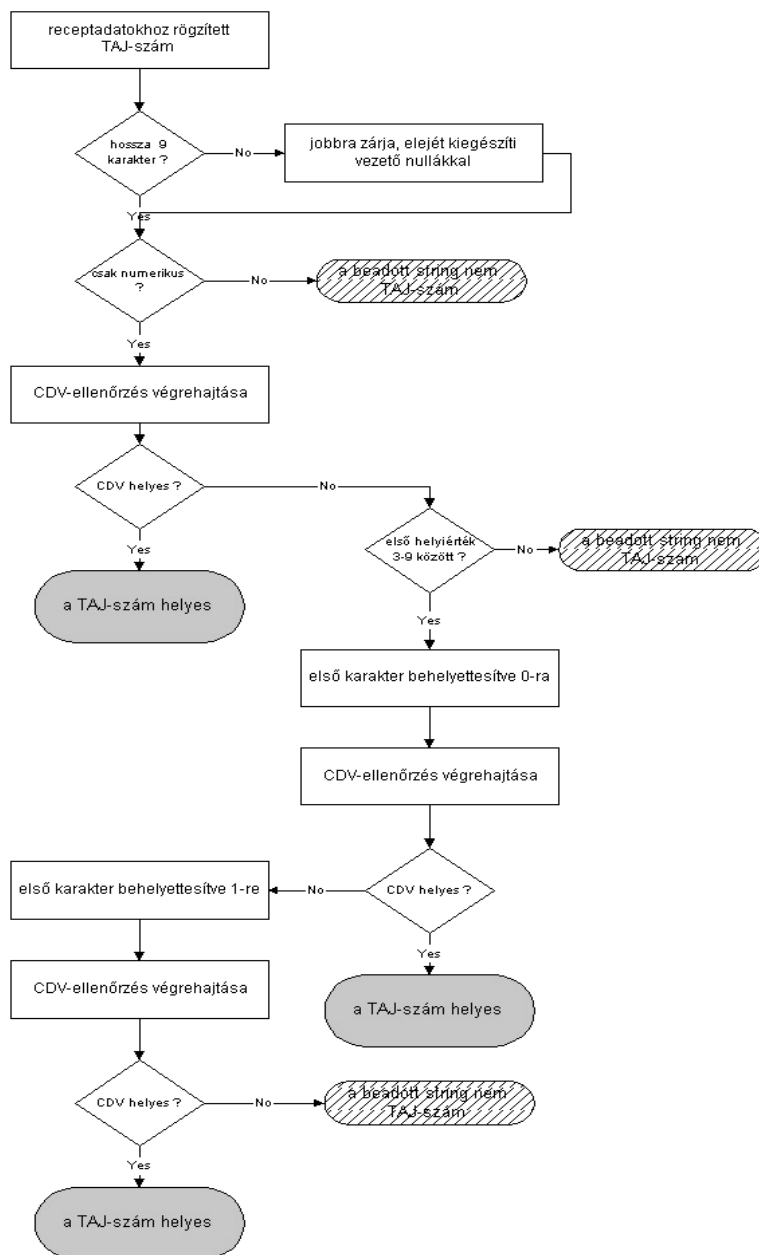 receptadatokhoz rögzített
TAJ-szám
hossza 9
karakter ?
No
jobbra zárja, elejét kiegészíti
vezető nullákkal
Yes
csak numerikus
?
No
a beadott string nem
TAJ-szám
Yes
CDV-ellenőrzés végrehajtása
CDV helyes ?
No
Yes
a TAJ-szám helyes
első helyiérték
3-9 között ?
No
a beadott string nem
TAJ-szám
Yes
első karakter behelyettesítve 0-ra
CDV-ellenőrzés végrehajtása
CDV helyes ?
No
Yes
a TAJ-szám helyes
első karakter behelyettesítve 1-re
CDV-ellenőrzés végrehajtása
CDV helyes ?
No
a beadott string nem
TAJ-szám
Yes
a TAJ-szám helyes